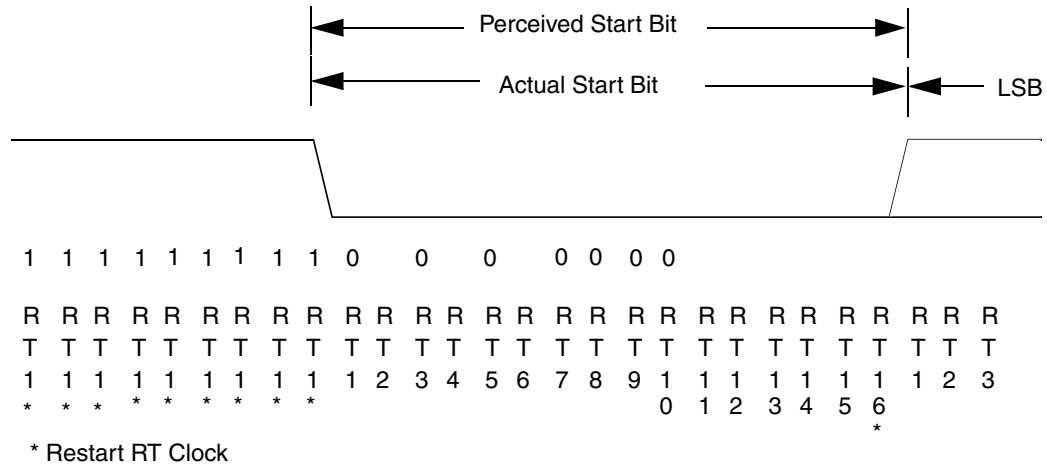 Perceived Start Bit
Actual Start Bit
LSB
1 1 1 1 1 1 1 1 1 0 0 0 0 0 0 0
R R R R R R R R R R R R R R R R R R R R R R R R R R R R
T T T T T T T T T T T T T T T T T T T T T T T T T T T T
1 1 1 1 1 1 1 1 1 1 2 3 4 5 6 7 8 9 1 1 1 1 1 1 1 1 2 3
* * * * * * * * * 0 1 2 3 4 5 6
*
* Restart RT Clock